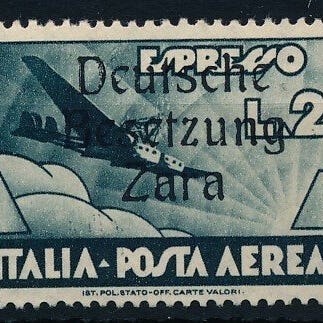 ESPRESSO
Deutsche
L.2
Besetzung
Zara
ITALIA-POSTA AEREA
IST. POL. STATO-OFF. CARTE VALORI.